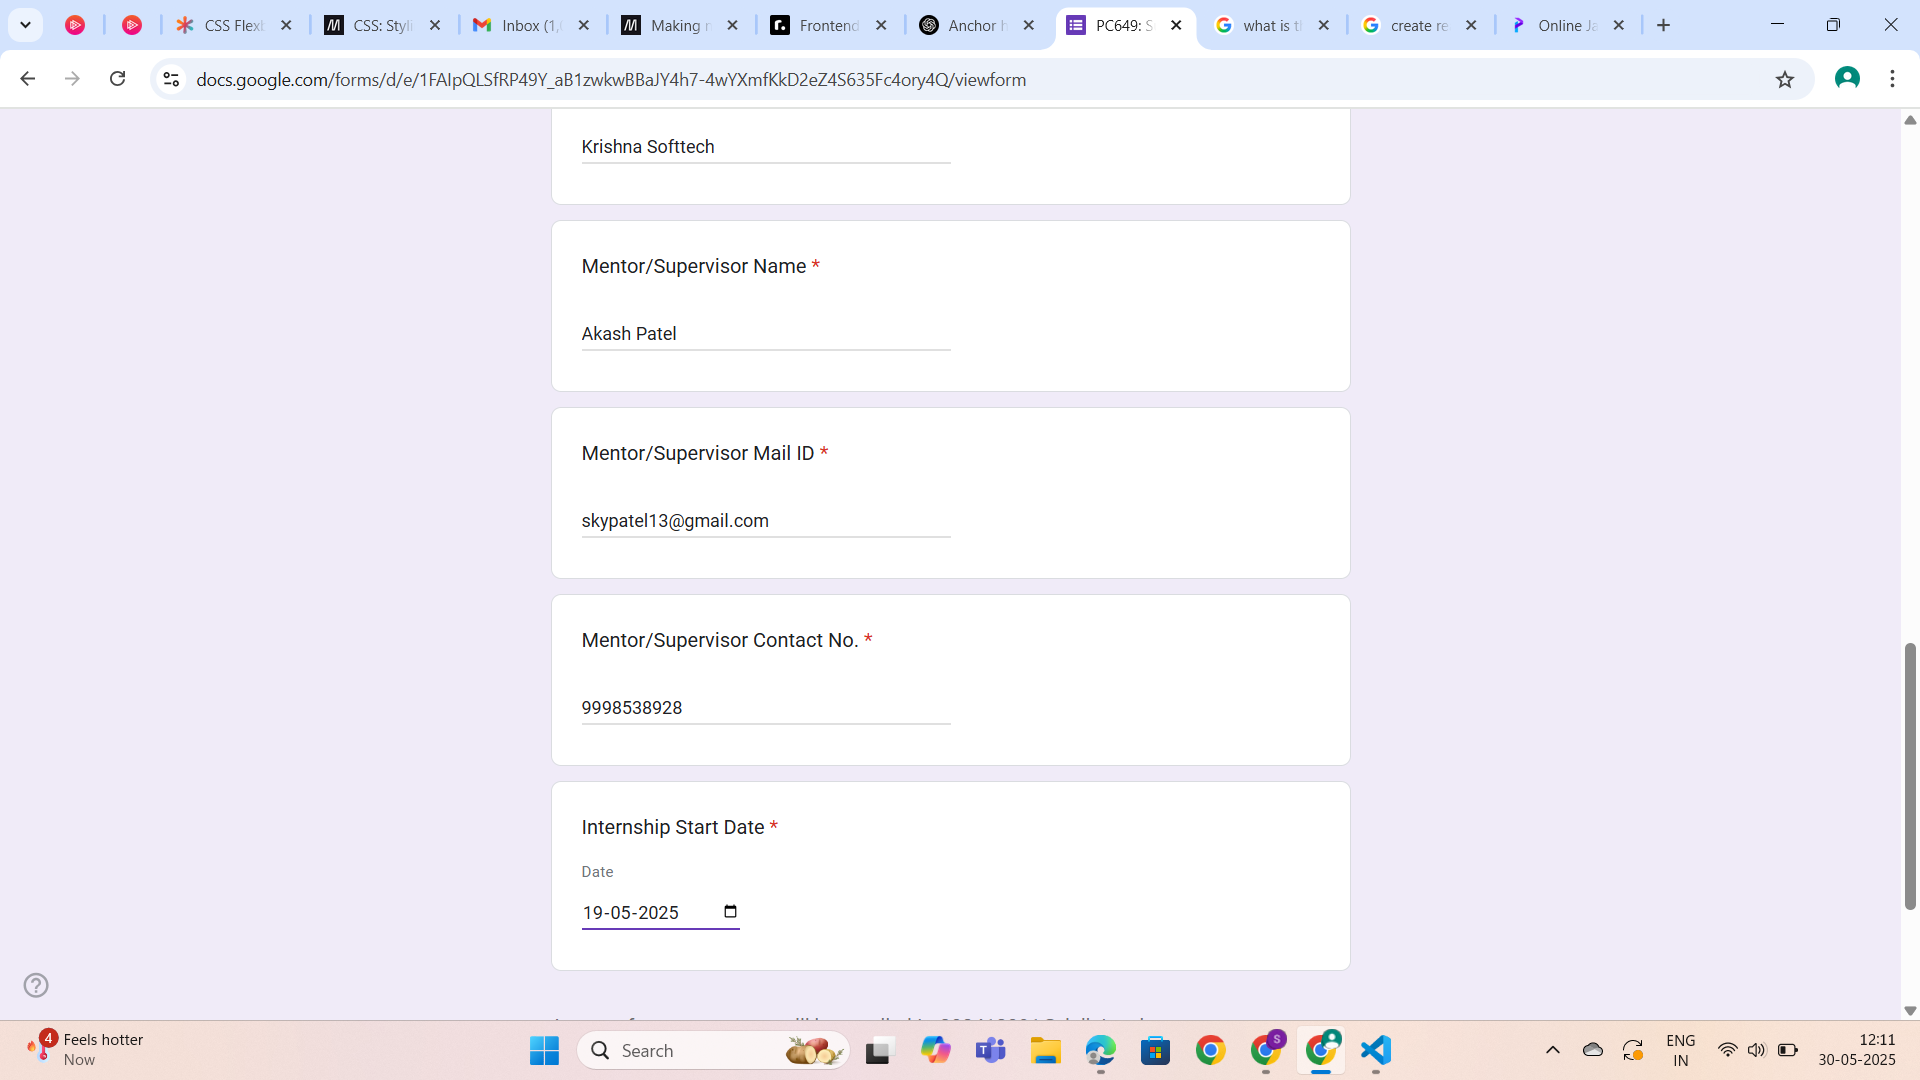 CSS Flex
CSS: Styli
Inbox (1,
Making
Frontend
Anchor h
PC649: S
what is t
create re
Online Ja
docs.google.com/forms/d/e/1FAIpQLSfRP49Y_aB1zwkwBBaJY4h7-4wYXmfKkD2eZ4S635Fc4ory4Q/viewform
Krishna Softtech
Mentor/Supervisor Name *
Akash Patel
Mentor/Supervisor Mail ID *
skypatel13@gmail.com
Mentor/Supervisor Contact No. *
9998538928
Internship Start Date *
Date
19-05-2025
4
Feels hotter
Now
Search
S
ENG
IN
12:11
30-05-2025